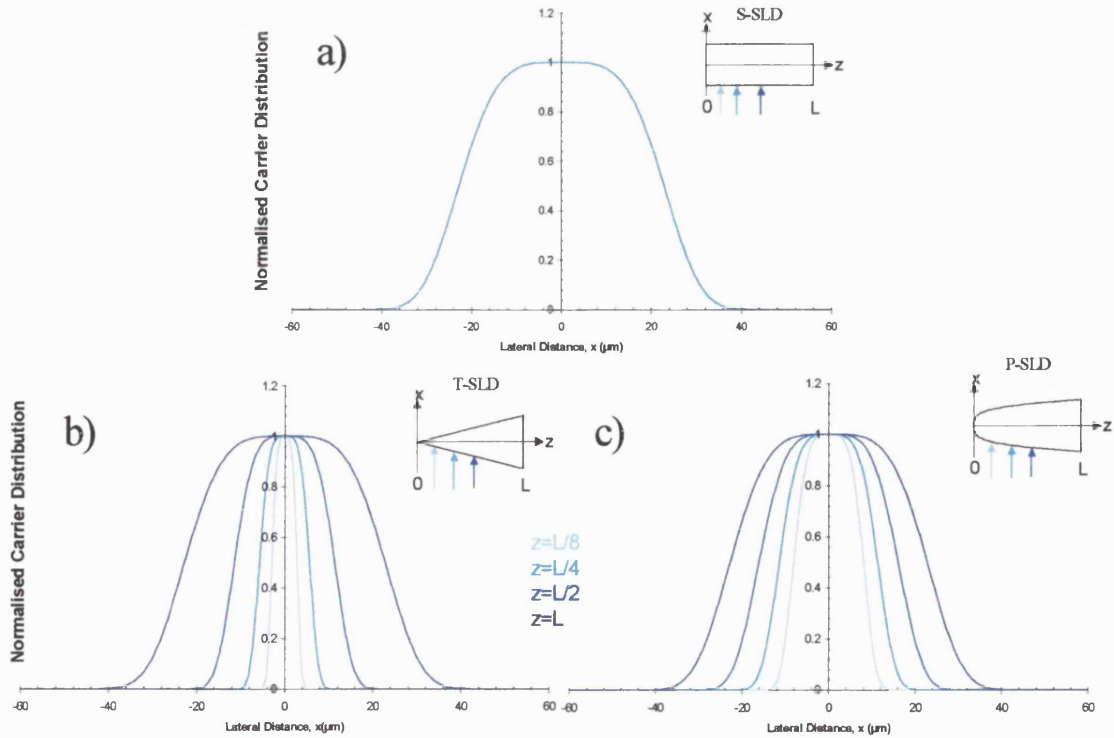 a)
Normalised Carrier Distribution
1.2
1
0.8
0.6
0.4
0.2
0
-60
-40
-20
0
20
40
60
Lateral Distance, x (µm)
S-SLD
x
z
0
L
b)
Normalised Carrier Distribution
1.2
1
0.8
0.6
0.4
0.2
0
-60
-40
-20
0
20
40
60
Lateral Distance, x(µm)
T-SLD
x
z
0
L
z=L/8
z=L/4
z=L/2
z=L
c)
1.2
1
0.8
0.6
0.4
0.2
0
-60
-40
-20
0
20
40
60
Lateral Distance, x (µm)
P-SLD
x
z
0
L